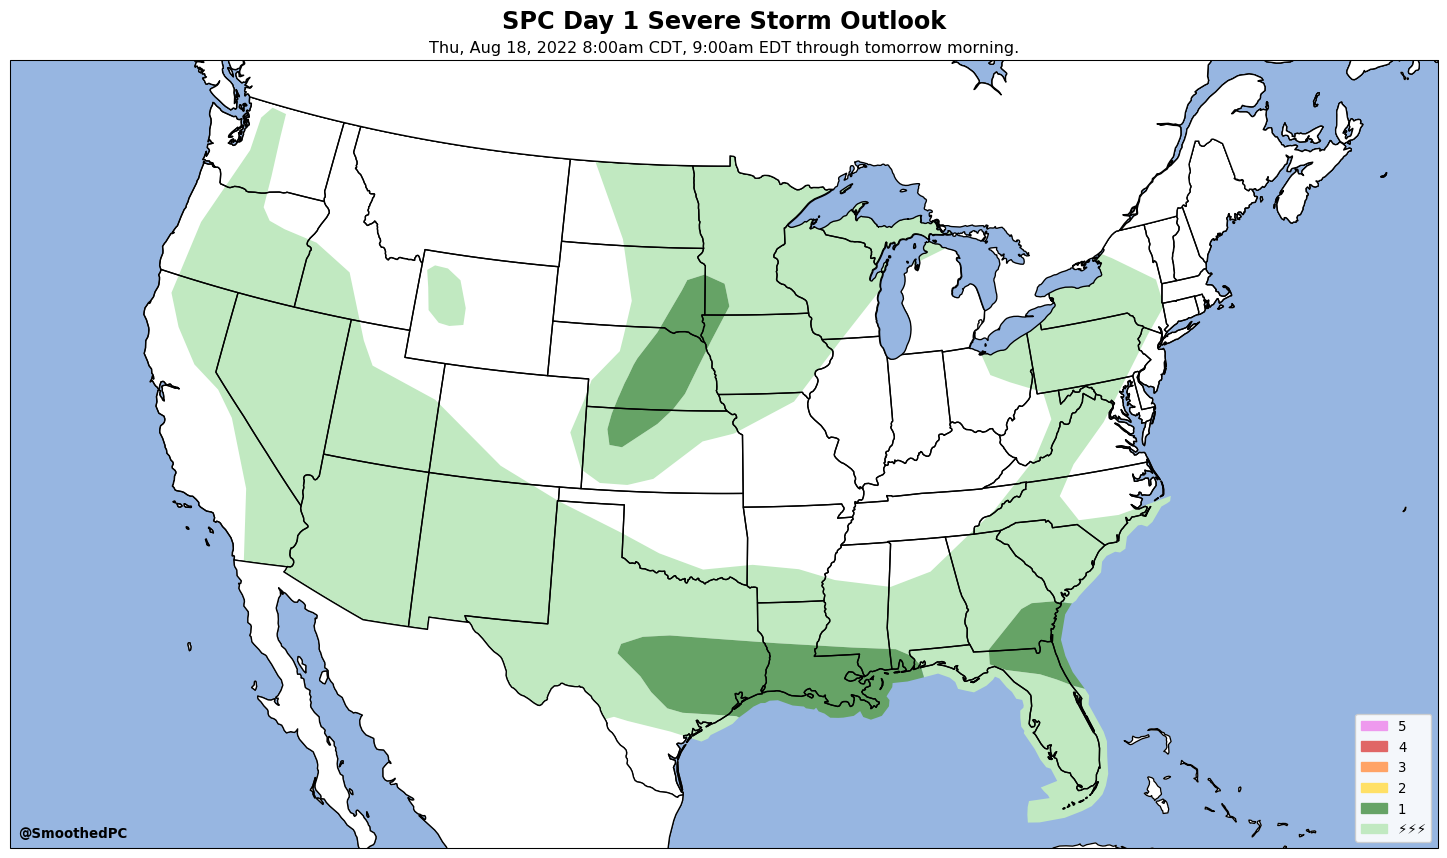 SPC Day 1 Severe Storm Outlook
Thu, Aug 18, 2022 8:00am CDT, 9:00am EDT through tomorrow morning.
5
4
3
2
1
⚡⚡⚡
@SmoothedPC